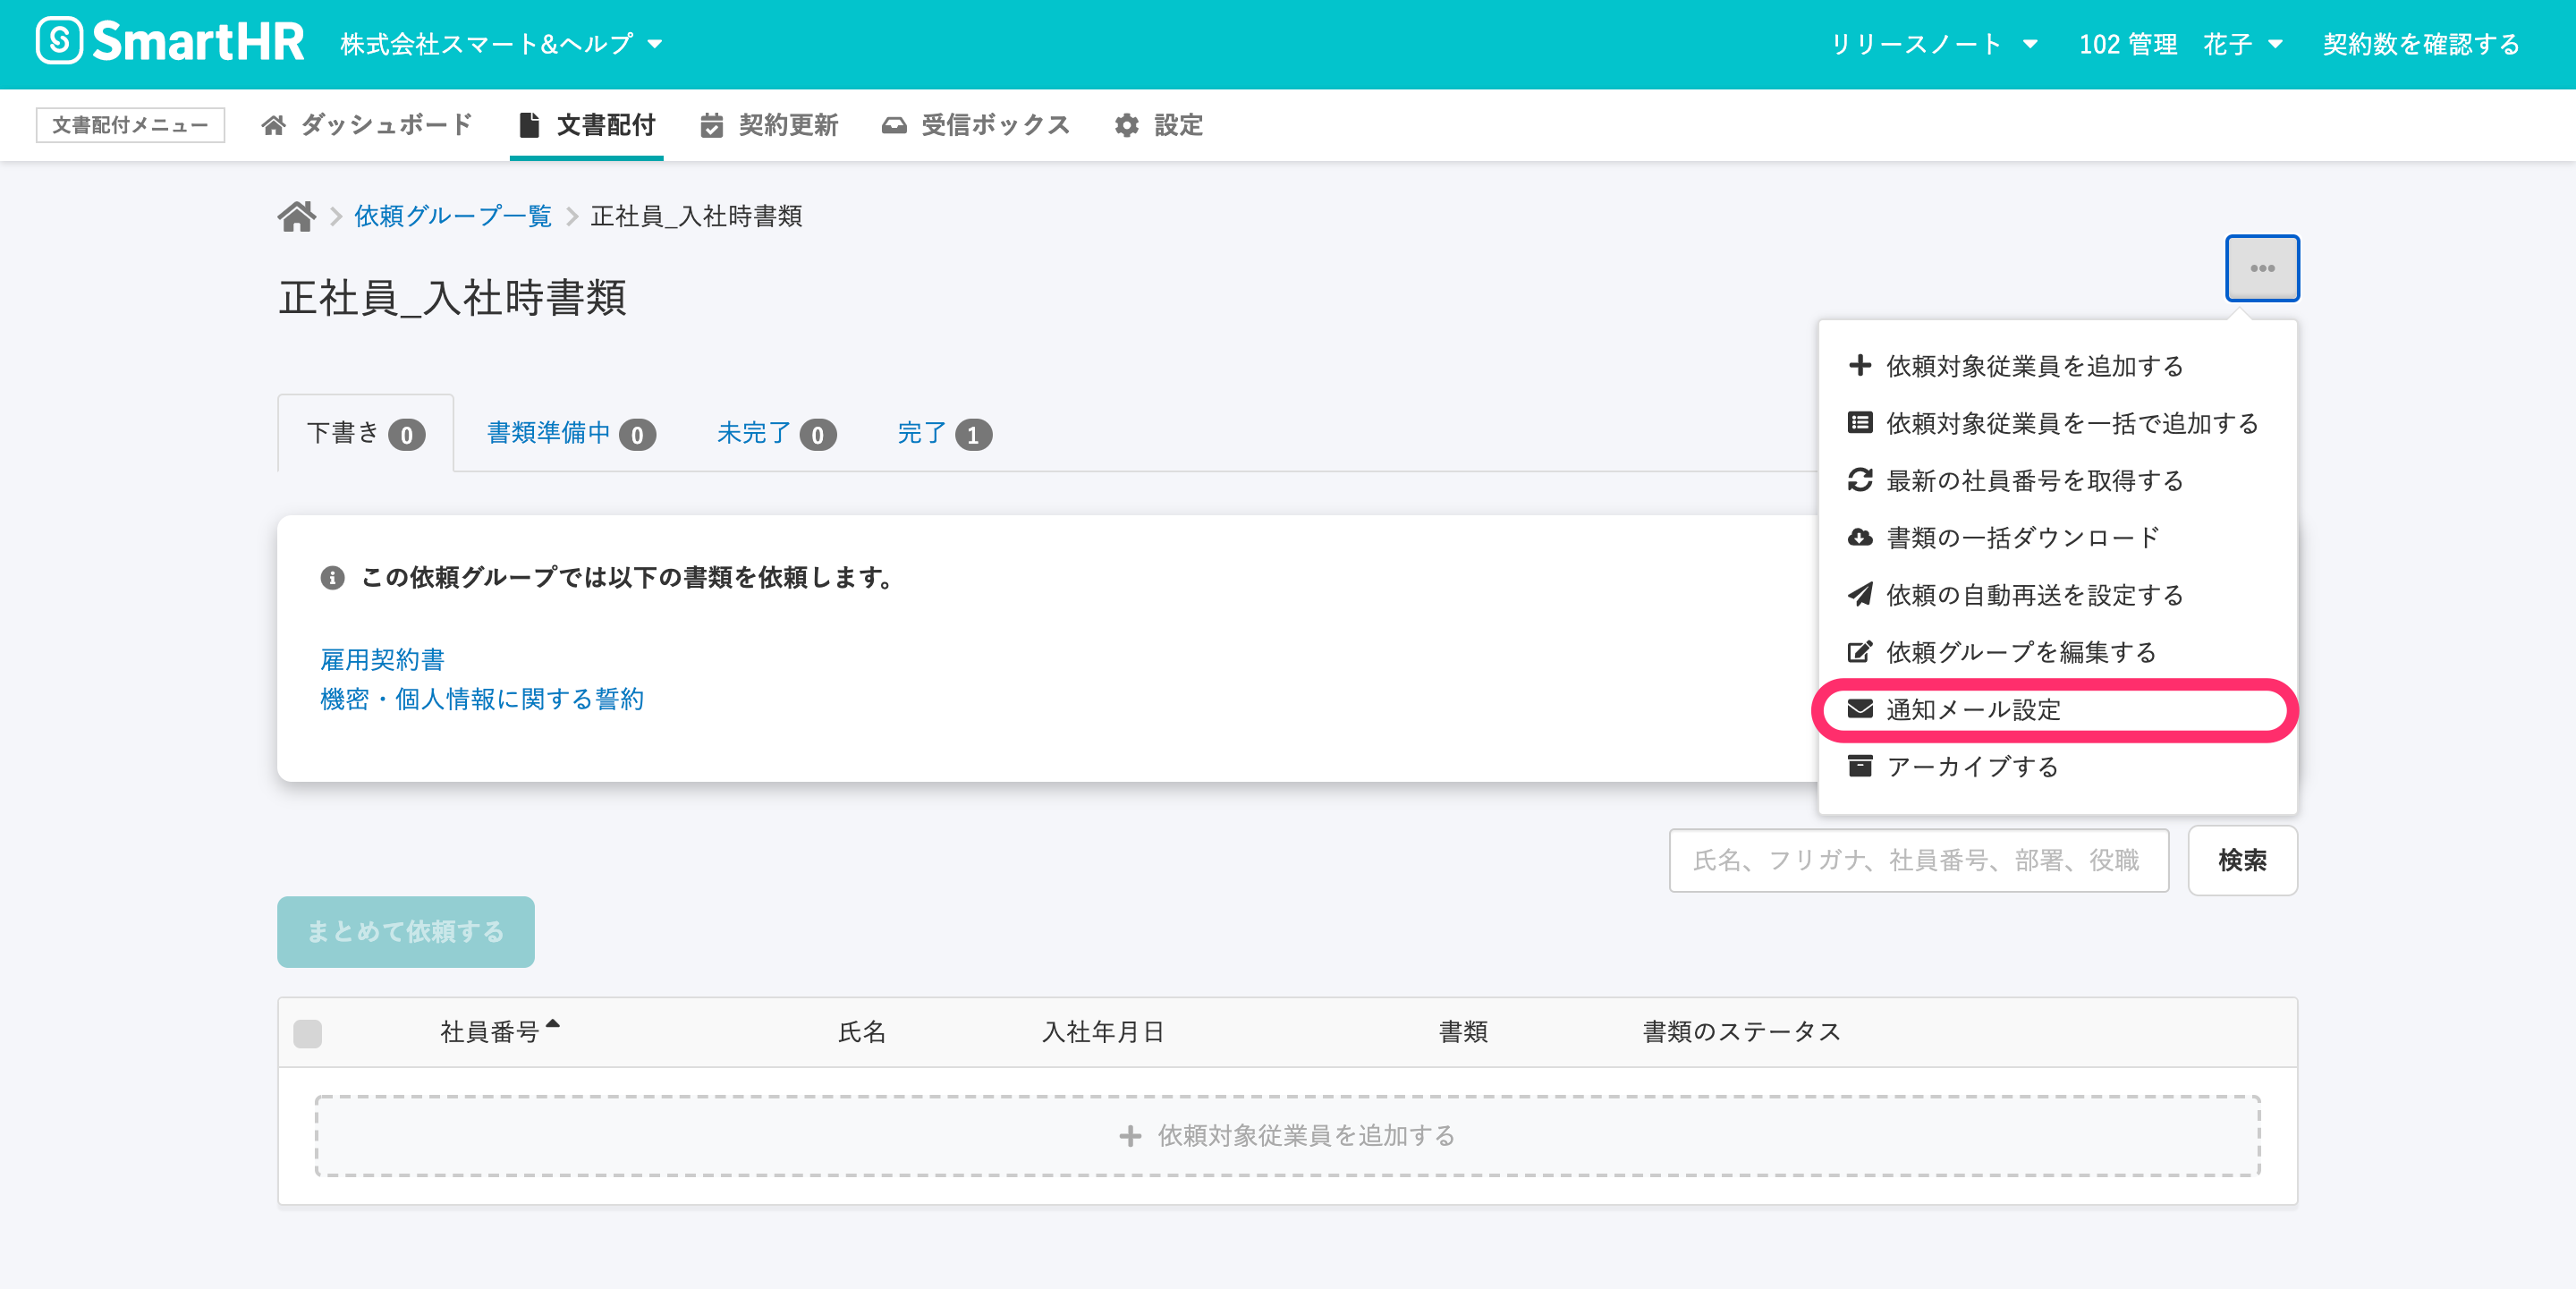 SmartHR 株式会社スマート&ヘルプ リリースノート 102 管理 花子 契約数を確認する
文書配付メニュー ダッシュボード 文書配付 契約更新 受信ボックス 設定
依頼グループ一覧 正社員_入社時書類
正社員_入社時書類
依頼対象従業員を追加する
依頼対象従業員を一括で追加する
最新の社員番号を取得する
書類の一括ダウンロード
依頼の自動再送を設定する
依頼グループを編集する
通知メール設定
アーカイブする
下書き 0 書類準備中 0 未完了 0 完了 1
この依頼グループでは以下の書類を依頼します。
雇用契約書
機密・個人情報に関する誓約
氏名、フリガナ、社員番号、部署、役職 検索
まとめて依頼する
社員番号 氏名 入社年月日 書類 書類のステータス
依頼対象従業員を追加する